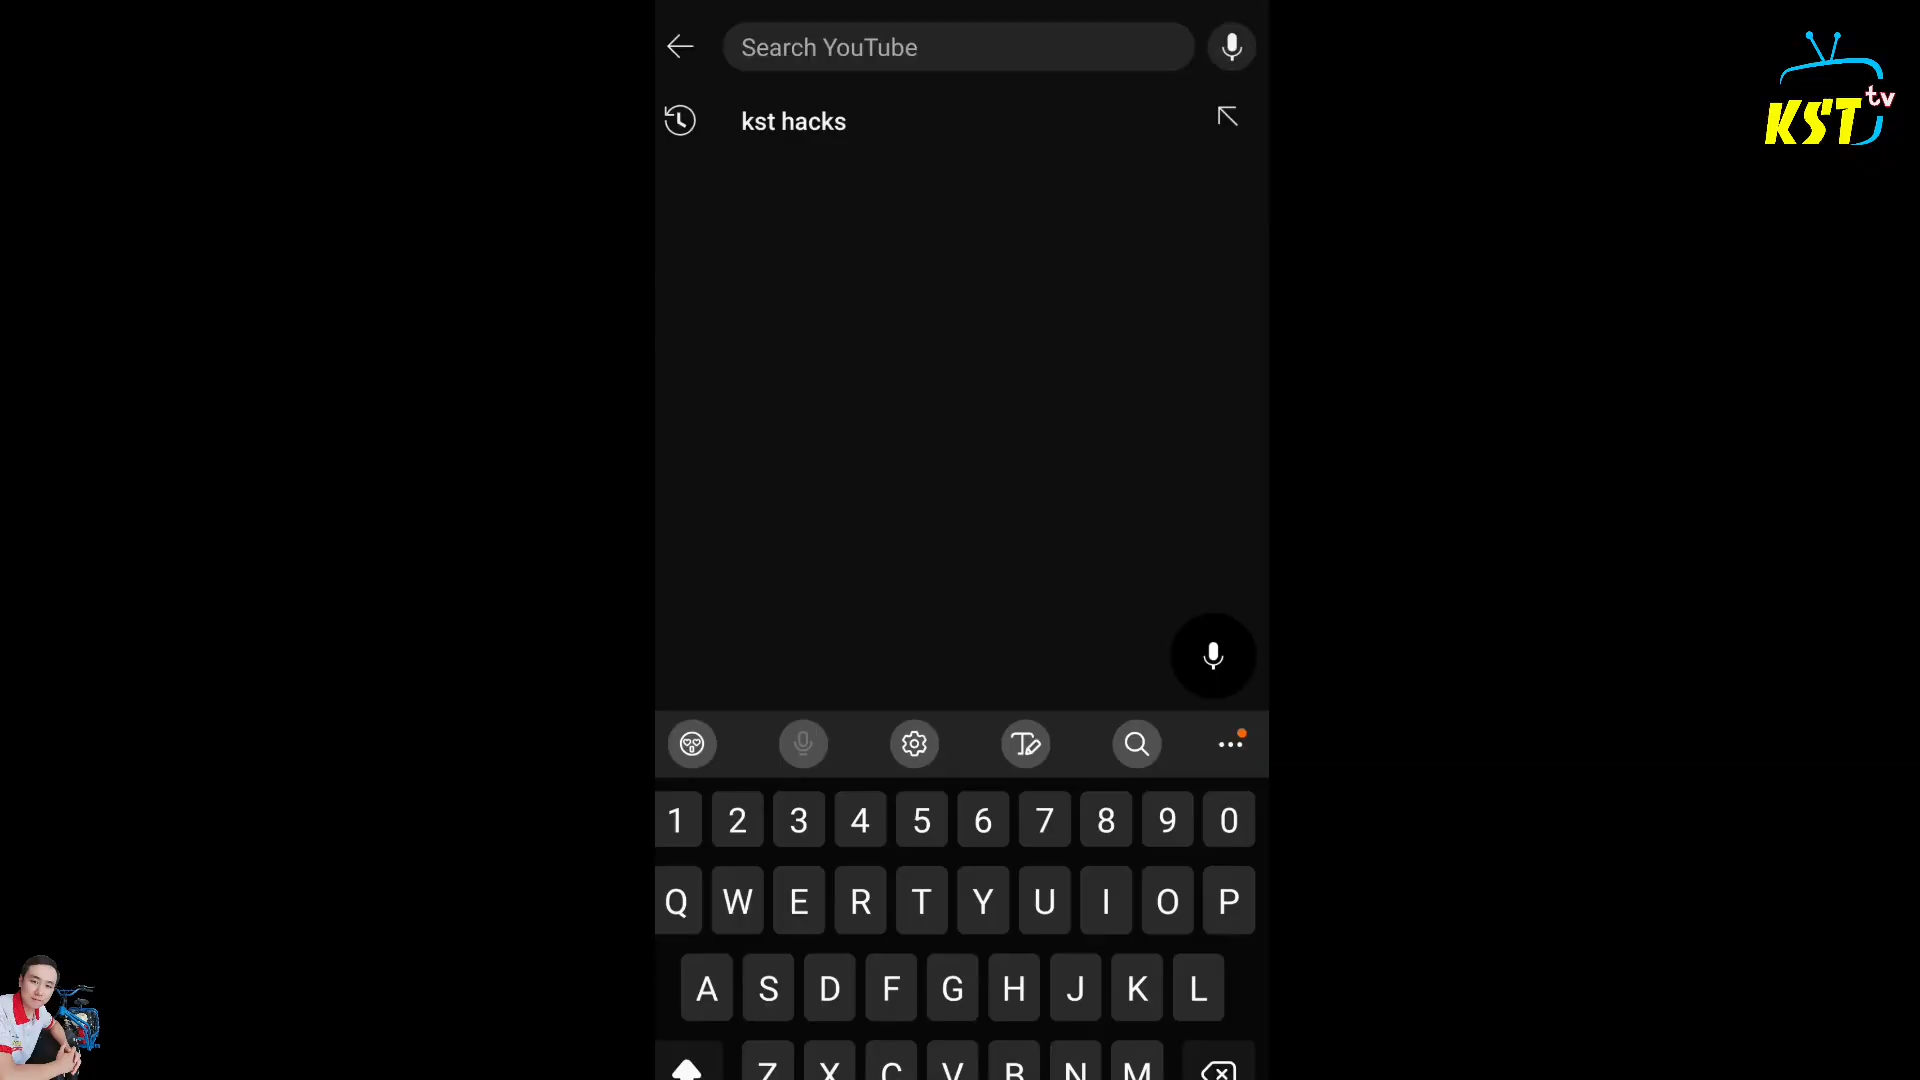 Search YouTube
KST tv
kst hacks
1 2 3 4 5 6 7 8 9 0
Q W E R T Y U I O P
A S D F G H J K L
Z X C V B N M